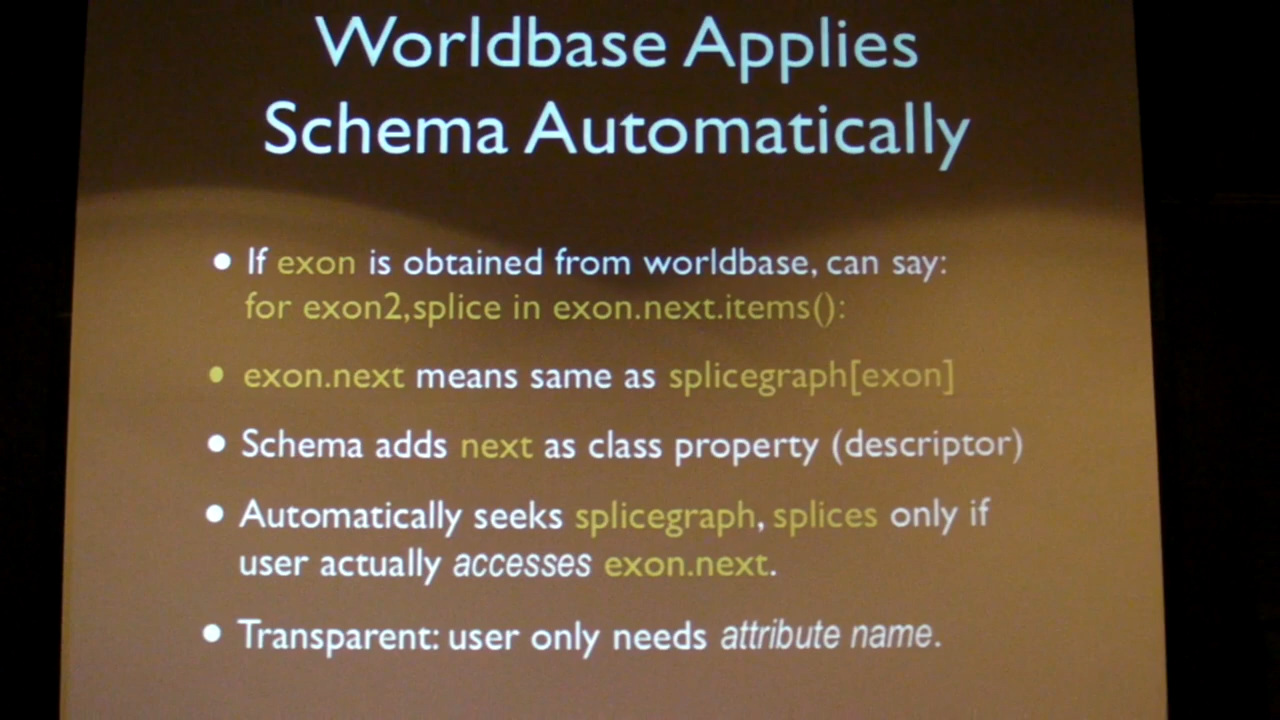 Worldbase Applies
Schema Automatically
• If exon is obtained from worldbase, can say:
for exon2,splice in exon.next.items():
• exon.next means same as splicegraph[exon]
• Schema adds next as class property (descriptor)
• Automatically seeks splicegraph, splices only if
user actually accesses exon.next.
• Transparent: user only needs attribute name.